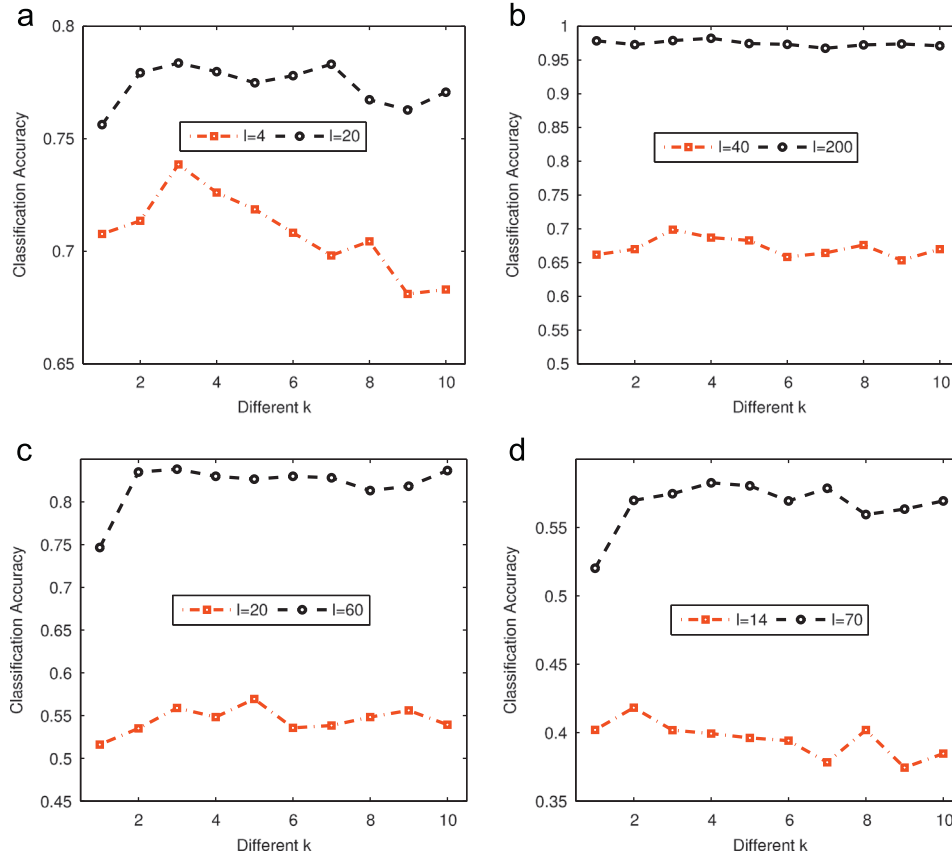 a
0.8
0.75
0.7
0.65
Classification Accuracy
l=4 l=20
2 4 6 8 10
Different k
b
1
0.95
0.9
0.85
0.8
0.75
0.7
0.65
0.6
0.55
0.5
Classification Accuracy
l=40 l=200
2 4 6 8 10
Different k
c
0.8
0.75
0.7
0.65
0.6
0.55
0.5
0.45
Classification Accuracy
l=20 l=60
2 4 6 8 10
Different k
d
0.55
0.5
0.45
0.4
0.35
Classification Accuracy
l=14 l=70
2 4 6 8 10
Different k